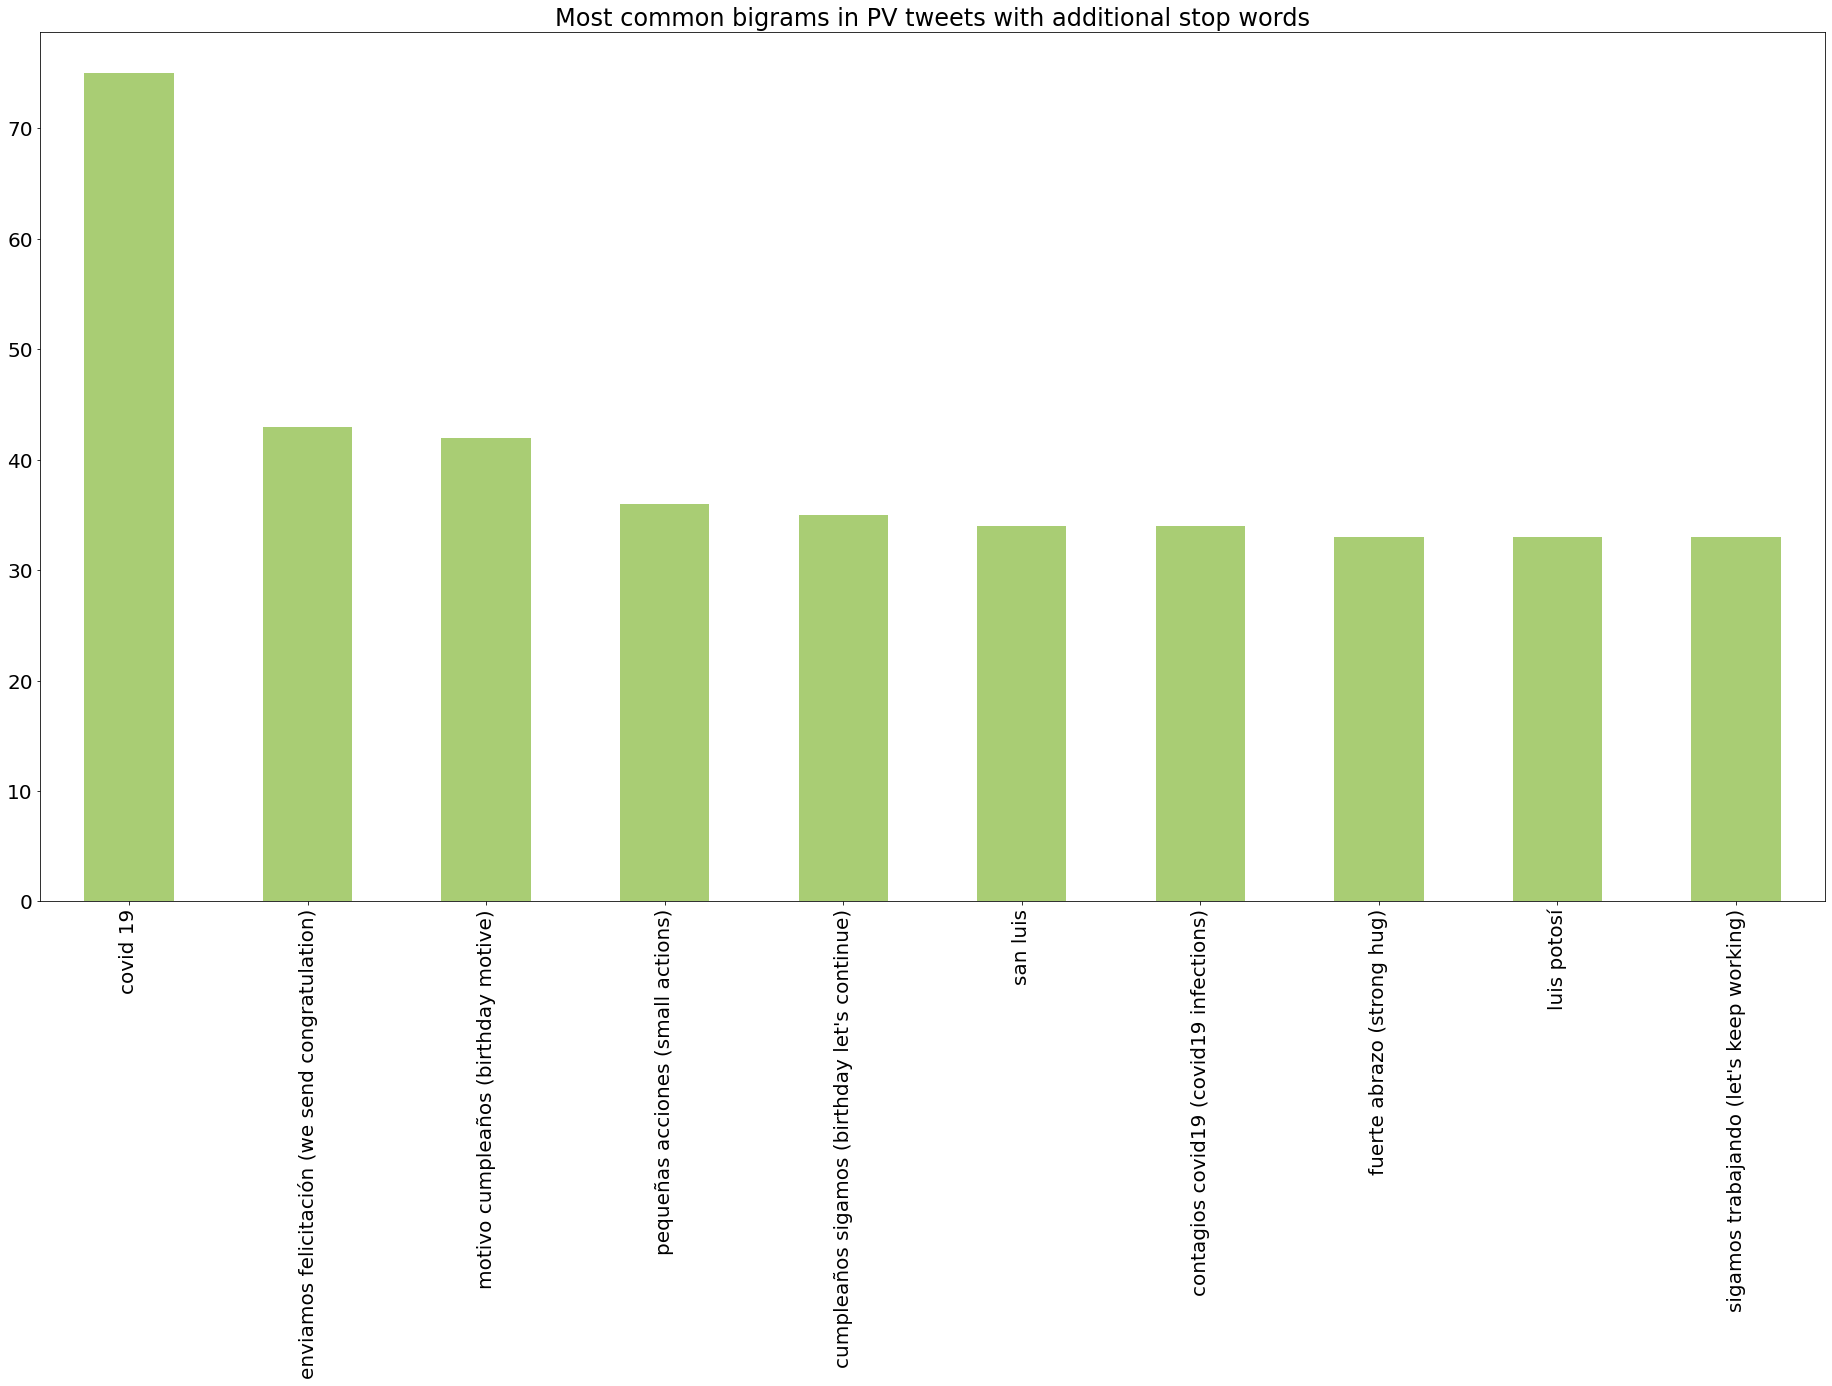 Most common bigrams in PV tweets with additional stop words
70
60
50
40
30
20
10
0
covid 19
enviamos felicitación (we send congratulation)
motivo cumpleaños (birthday motive)
pequeñas acciones (small actions)
cumpleaños sigamos (birthday let's continue)
san luis
contagios covid19 (covid19 infections)
fuerte abrazo (strong hug)
luis potosí
sigamos trabajando (let's keep working)